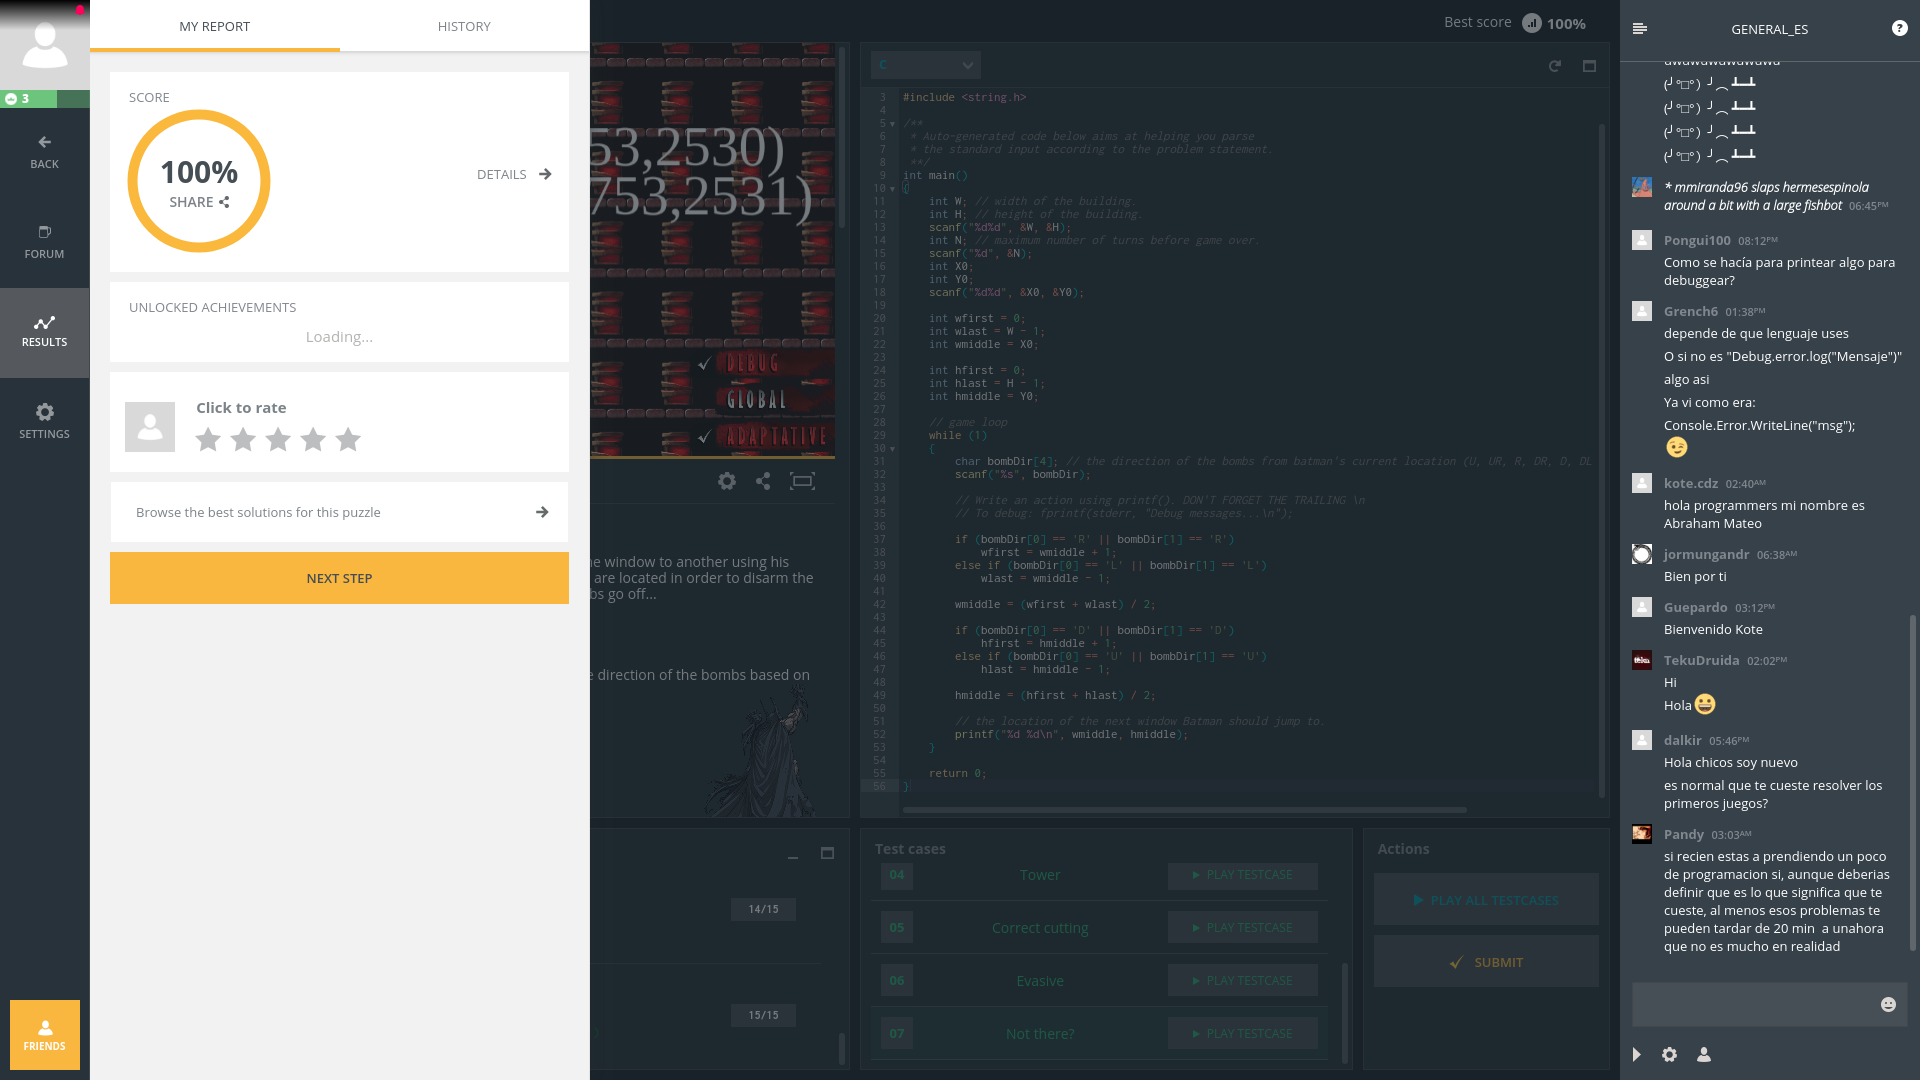 3
BACK
FORUM
RESULTS
SETTINGS
FRIENDS
MY REPORT
HISTORY
SCORE
100%
SHARE
DETAILS
UNLOCKED ACHIEVEMENTS
Loading...
Click to rate
Browse the best solutions for this puzzle
NEXT STEP
53,2530)
753,2531)
DEBUG
GLOBAL
ADAPTATIVE
window to another using his
are located in order to disarm the
go off...
direction of the bombs based on
14/15
15/15
Best score 100%
C
3 #include <string.h>
4
5 /**
6  * Auto-generated code below aims at helping you parse
7  * the standard input according to the problem statement.
8  **/
9 int main()
10 {
11     int W; // width of the building.
12     int H; // height of the building.
13     scanf("%d%d", &W, &H);
14     int N; // maximum number of turns before game over.
15     scanf("%d", &N);
16     int X0;
17     int Y0;
18     scanf("%d%d", &X0, &Y0);
19
20     int wfirst = 0;
21     int wlast = W - 1;
22     int wmiddle = X0;
23
24     int hfirst = 0;
25     int hlast = H - 1;
26     int hmiddle = Y0;
27
28     // game loop
29     while (1)
30     {
31         char bombDir[4]; // the direction of the bombs from batman's current location (U, UR, R, DR, D, DL
32         scanf("%s", bombDir);
33
34         // Write an action using printf(). DON'T FORGET THE TRAILING \n
35         // To debug: fprintf(stderr, "Debug messages...\n");
36
37         if (bombDir[0] == 'R' || bombDir[1] == 'R')
38             wfirst = wmiddle + 1;
39         else if (bombDir[0] == 'L' || bombDir[1] == 'L')
40             wlast = wmiddle - 1;
41
42         wmiddle = (wfirst + wlast) / 2;
43
44         if (bombDir[0] == 'D' || bombDir[1] == 'D')
45             hfirst = hmiddle + 1;
46         else if (bombDir[0] == 'U' || bombDir[1] == 'U')
47             hlast = hmiddle - 1;
48
49         hmiddle = (hfirst + hlast) / 2;
50
51         // the location of the next window Batman should jump to.
52         printf("%d %d\n", wmiddle, hmiddle);
53     }
54
55     return 0;
56 }
Test cases
04 Tower PLAY TESTCASE
05 Correct cutting PLAY TESTCASE
06 Evasive PLAY TESTCASE
07 Not there? PLAY TESTCASE
Actions
PLAY ALL TESTCASES
SUBMIT
GENERAL_ES
?
awawawawawawa
(╯°□°）╯︵ ┻━┻
(╯°□°）╯︵ ┻━┻
(╯°□°）╯︵ ┻━┻
(╯°□°）╯︵ ┻━┻
* mmiranda96 slaps hermesespinola
around a bit with a large fishbot 06:45PM
Pongui100 08:12PM
Como se hacía para printear algo para
debuggear?
Grench6 01:38PM
depende de que lenguaje uses
O si no es "Debug.error.log("Mensaje")"
algo asi
Ya vi como era:
Console.Error.WriteLine("msg");
😉
kote.cdz 02:40AM
hola programmers mi nombre es
Abraham Mateo
jormungandr 06:38AM
Bien por ti
Guepardo 03:12PM
Bienvenido Kote
TekuDruida 02:02PM
Hi
Hola😀
dalkir 05:46PM
Hola chicos soy nuevo
es normal que te cueste resolver los
primeros juegos?
Pandy 03:03AM
si recien estas a prendiendo un poco
de programacion si, aunque deberias
definir que es lo que significa que te
cueste, al menos esos problemas te
pueden tardar de 20 min  a unahora
que no es mucho en realidad